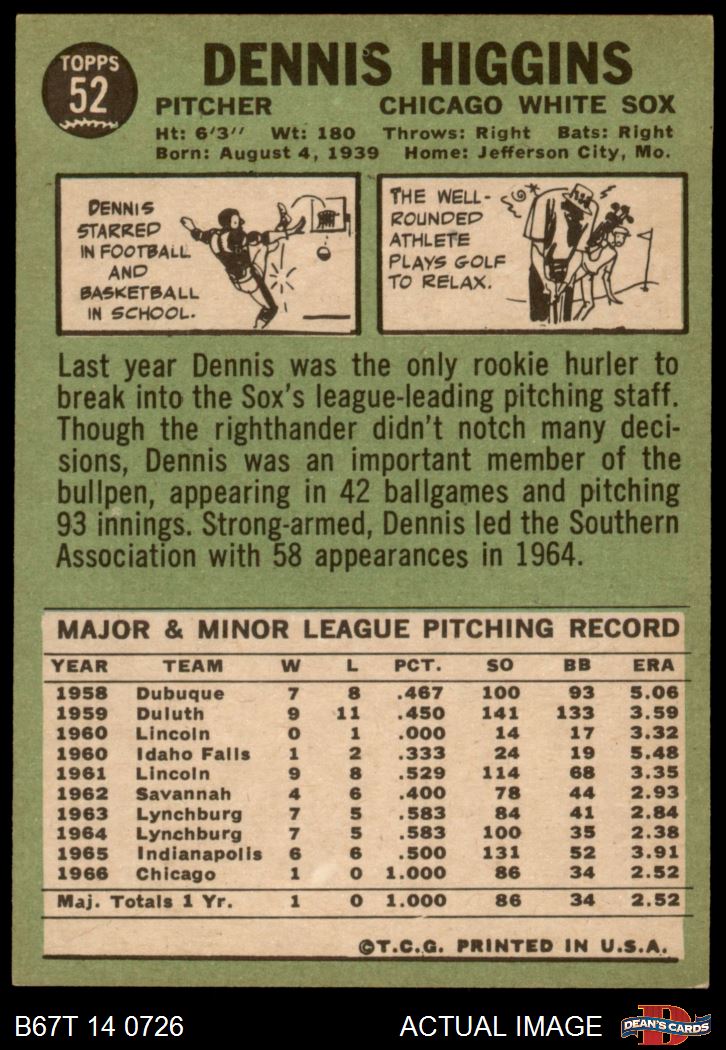 TOPPS
52
DENNIS HIGGINS
PITCHER CHICAGO WHITE SOX
Ht: 6'3" Wt: 180 Throws: Right Bats: Right
Born: August 4, 1939 Home: Jefferson City, Mo.
DENNIS
STARRED
IN FOOTBALL
AND
BASKETBALL
IN SCHOOL.
THE WELL-
ROUNDED
ATHLETE
PLAYS GOLF
TO RELAX.
Last year Dennis was the only rookie hurler to
break into the Sox's league-leading pitching staff.
Though the righthander didn't notch many deci-
sions, Dennis was an important member of the
bullpen, appearing in 42 ballgames and pitching
93 innings. Strong-armed, Dennis led the Southern
Association with 58 appearances in 1964.
MAJOR & MINOR LEAGUE PITCHING RECORD
YEAR TEAM W L PCT. SO BB ERA
1958 Dubuque 7 8 .467 100 93 5.06
1959 Duluth 9 11 .450 141 133 3.59
1960 Lincoln 0 1 .000 14 17 3.32
1960 Idaho Falls 1 2 .333 24 19 5.48
1961 Lincoln 9 8 .529 114 68 3.35
1962 Savannah 4 6 .400 78 44 2.93
1963 Lynchburg 7 5 .583 84 41 2.84
1964 Lynchburg 7 5 .583 100 35 2.38
1965 Indianapolis 6 6 .500 131 52 3.91
1966 Chicago 1 0 1.000 86 34 2.52
Maj. Totals 1 Yr. 1 0 1.000 86 34 2.52
©T.C.G. PRINTED IN U.S.A.
B67T 14 0726 ACTUAL IMAGE
D
DEAN'S CARDS